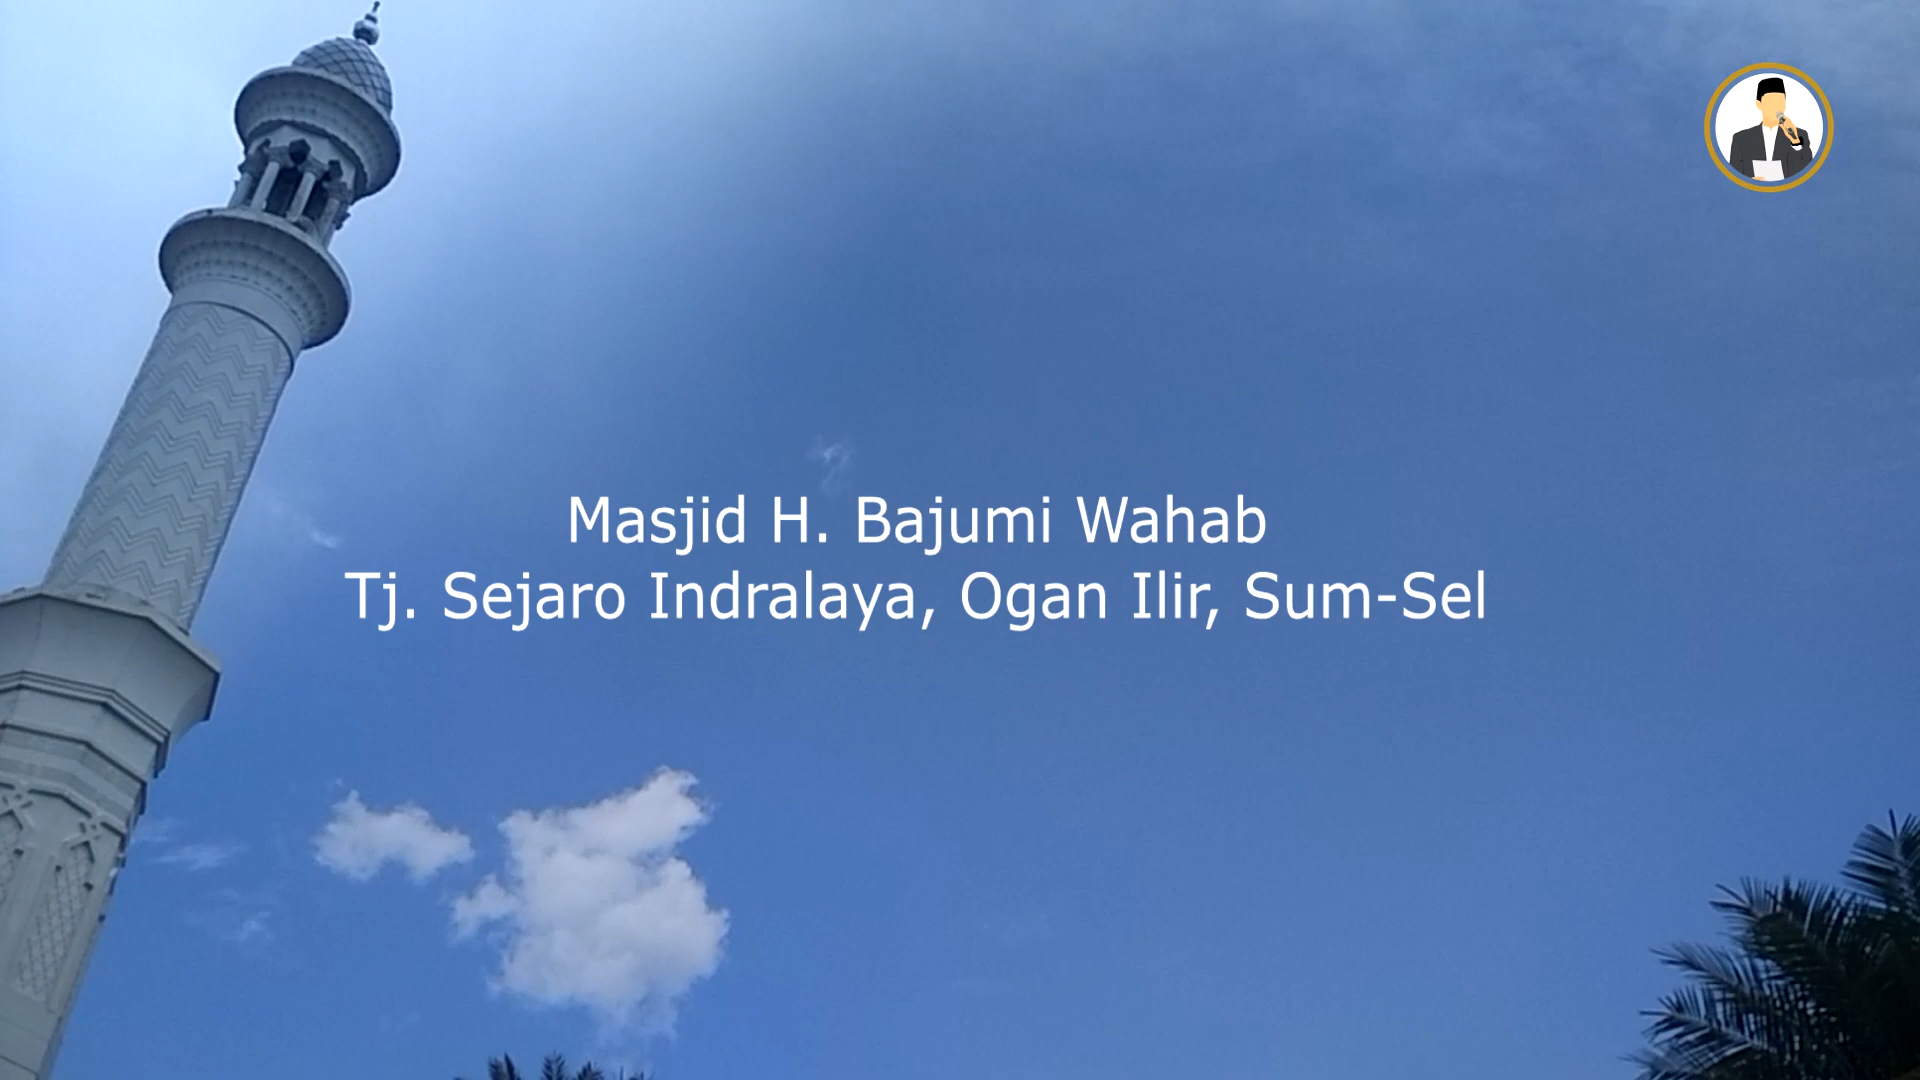 Masjid H. Bajumi Wahab
Tj. Sejaro Indralaya, Ogan Ilir, Sum-Sel